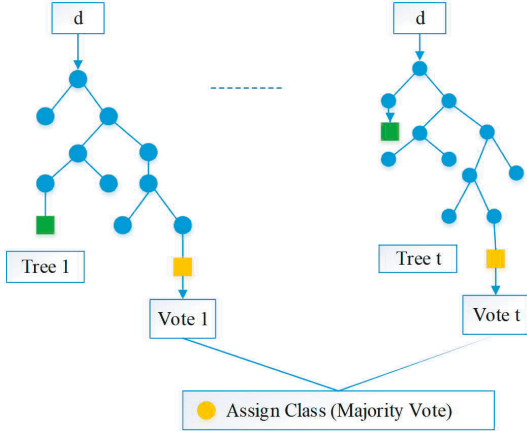 d
d
Tree 1
Tree t
Vote 1
Vote t
Assign Class (Majority Vote)